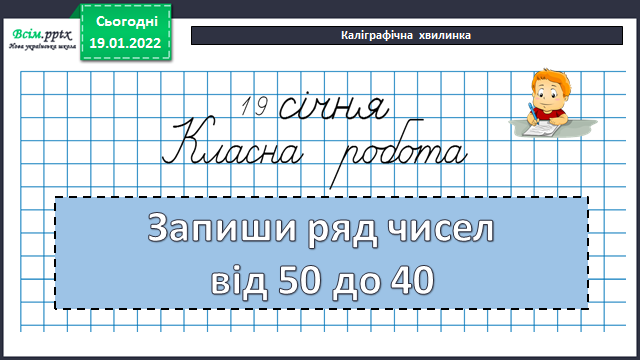 Всім.pptx
Нова українська школа
Сьогодні
19.01.2022
Каліграфічна хвилинка
19 січня
Класна робота
Запиши ряд чисел
від 50 до 40